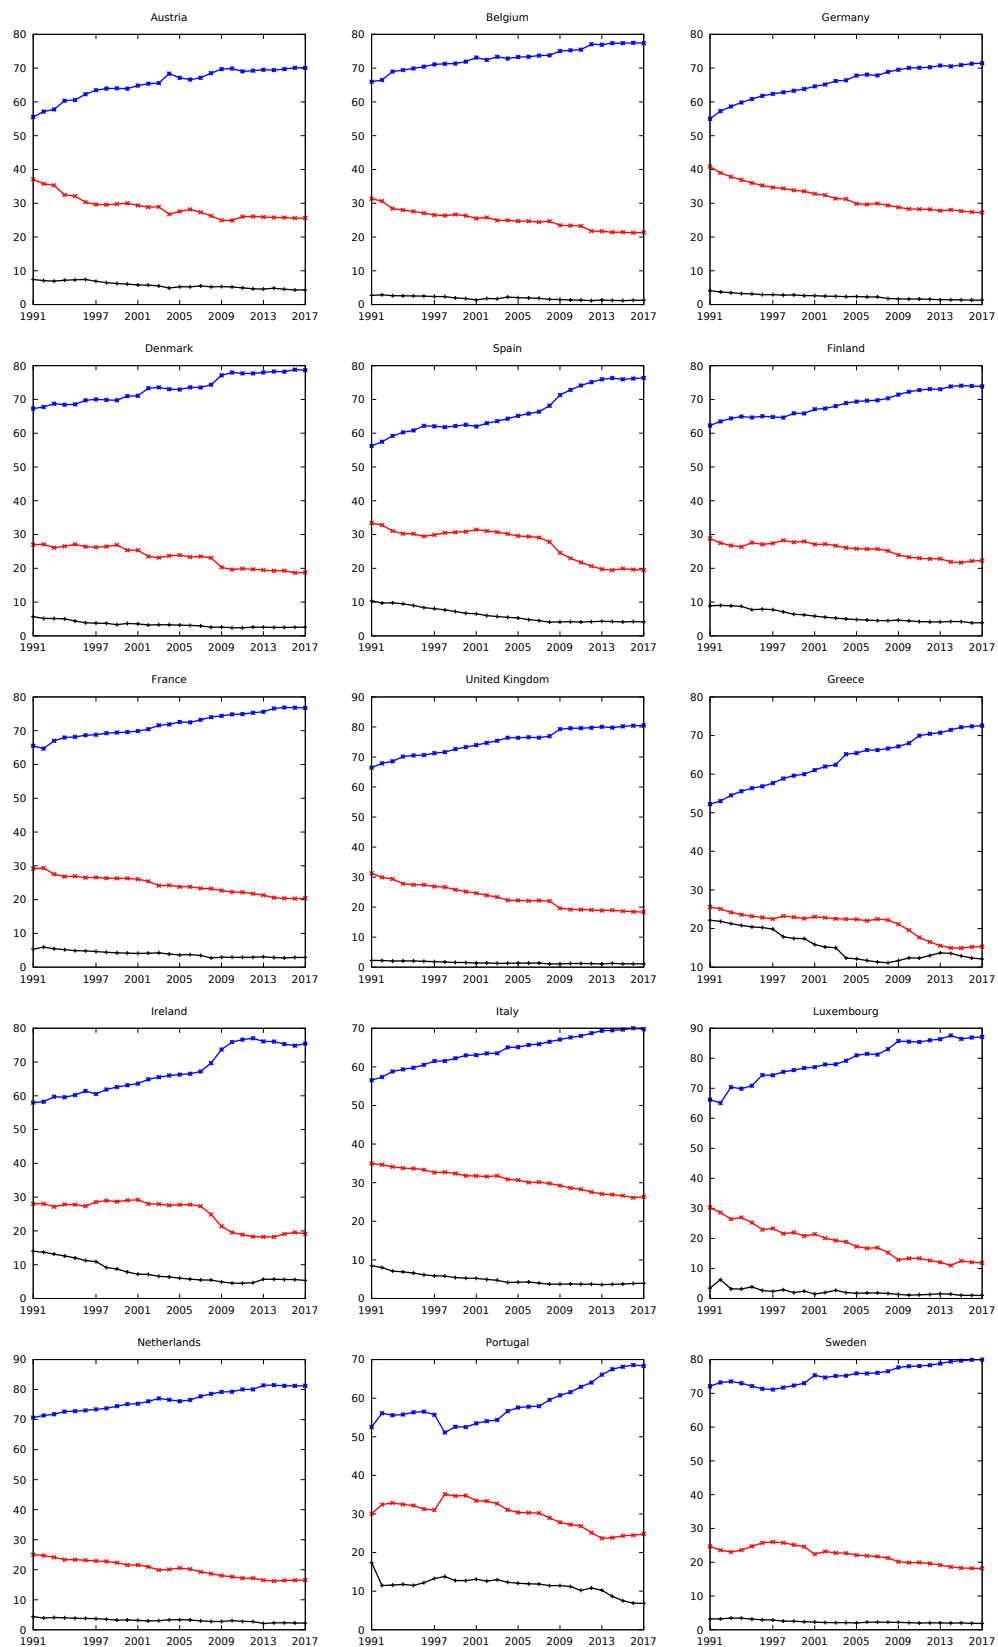 Austria Belgium Germany
80 80 80
70 70 70
60 60 60
50 50 50
40 40 40
30 30 30
20 20 20
10 10 10
0 0 0
1991 1997 2001 2005 2009 2013 2017 1991 1997 2001 2005 2009 2013 2017 1991 1997 2001 2005 2009 2013 2017
Denmark Spain Finland
80 80 80
70 70 70
60 60 60
50 50 50
40 40 40
30 30 30
20 20 20
10 10 10
0 0 0
1991 1997 2001 2005 2009 2013 2017 1991 1997 2001 2005 2009 2013 2017 1991 1997 2001 2005 2009 2013 2017
France United Kingdom Greece
80 90 80
70 80 70
60 70 60
50 60 50
40 50 40
30 40 30
20 30 20
10 20 10
0 10
0
1991 1997 2001 2005 2009 2013 2017 1991 1997 2001 2005 2009 2013 2017 1991 1997 2001 2005 2009 2013 2017
Ireland Italy Luxembourg
80 70 90
70 60 80
60 50 70
50 40 60
40 30 50
30 20 40
20 10 30
10 0 20
0 10
0
1991 1997 2001 2005 2009 2013 2017 1991 1997 2001 2005 2009 2013 2017 1991 1997 2001 2005 2009 2013 2017
Netherlands Portugal Sweden
90 70 80
80 60 70
70 50 60
60 40 50
50 30 40
40 20 30
30 10 20
20 0 10
10 0
0
1991 1997 2001 2005 2009 2013 2017 1991 1997 2001 2005 2009 2013 2017 1991 1997 2001 2005 2009 2013 2017